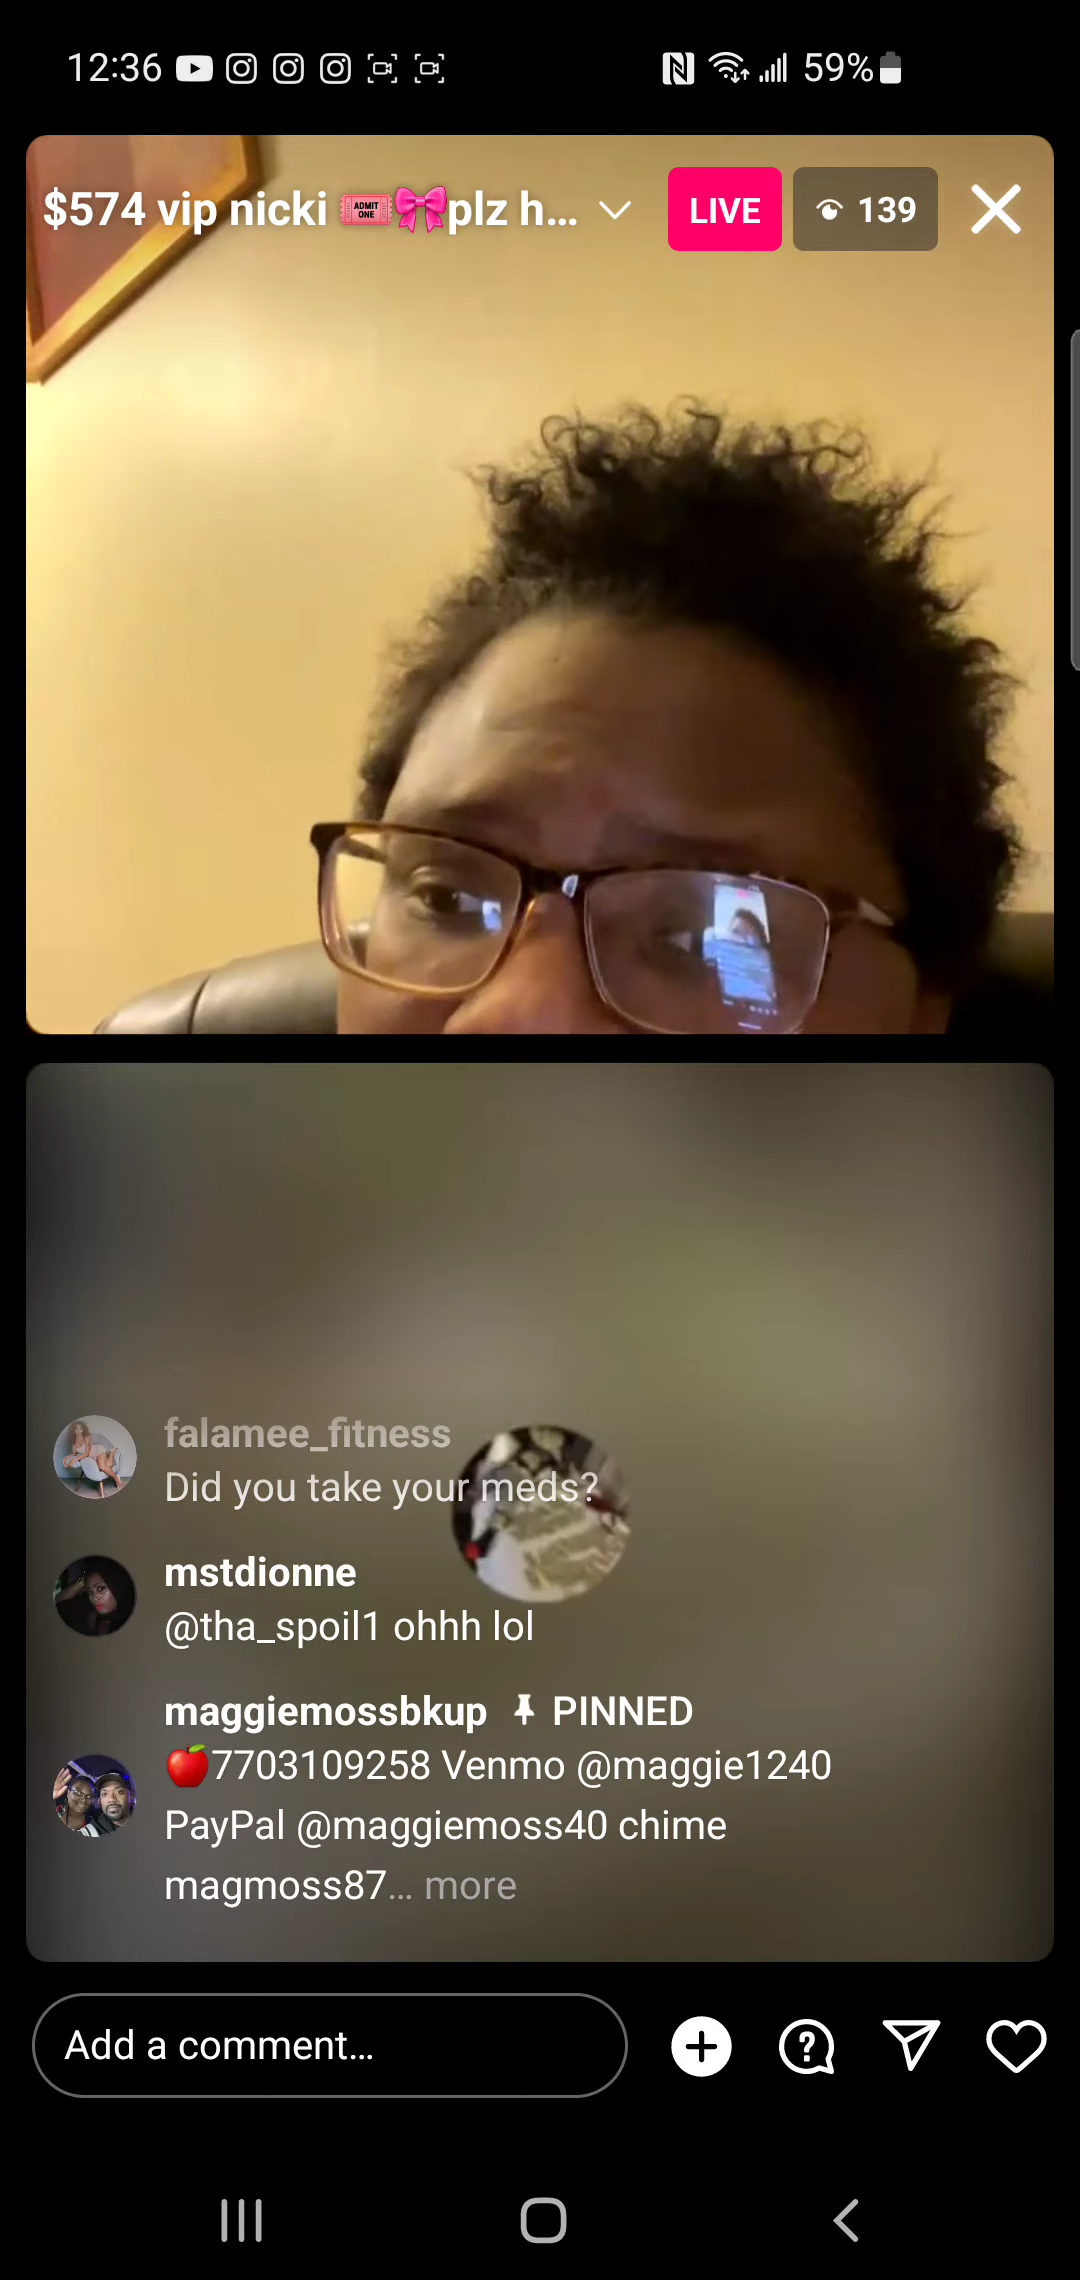 12:36 59%
$574 vip nicki 🎟️🎀plz h...
LIVE 139
falamee_fitness
Did you take your meds?
mstdionne
@tha_spoil1 ohhh lol
maggiemossbkup 📌 PINNED
🍎7703109258 Venmo @maggie1240
PayPal @maggiemoss40 chime
magmoss87... more
Add a comment...